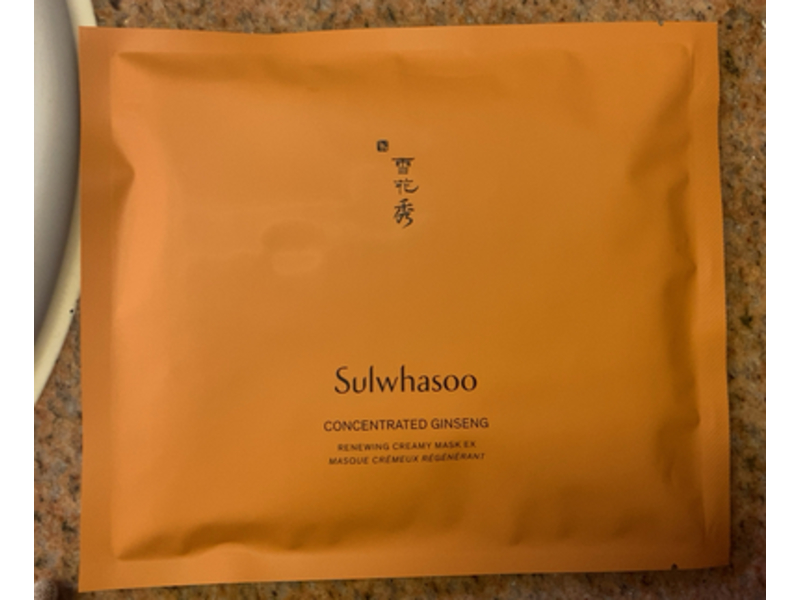 雪
花
秀
Sulwhasoo
CONCENTRATED GINSENG
RENEWING CREAMY MASK EX
MASQUE CRÉMEUX RÉGÉNÉRANT